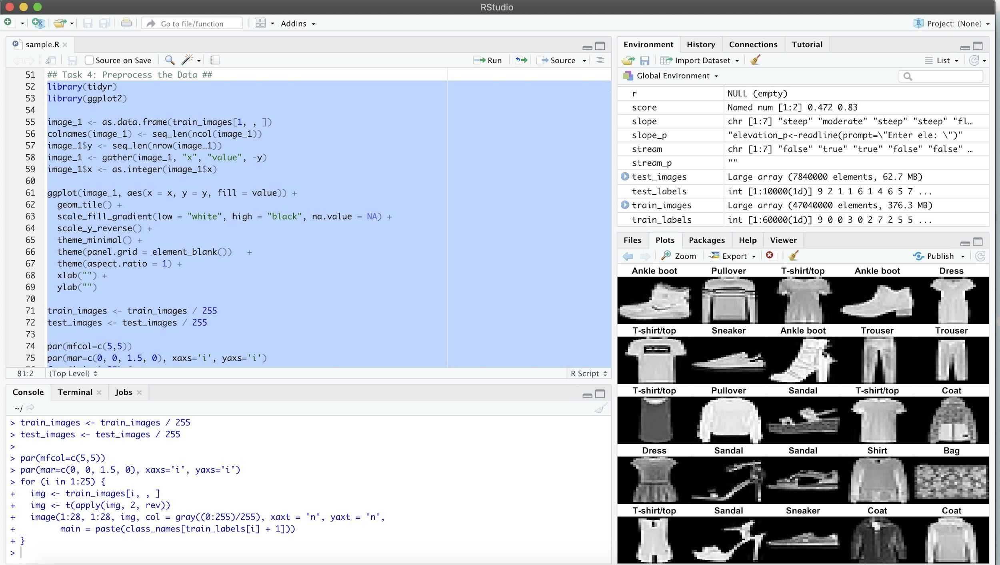 RStudio
Go to file/function
Addins
Project: (None)
sample.R
Source on Save
Run
Source
51 ## Task 4: Preprocess the Data ##
52 library(tidyr)
53 library(ggplot2)
54
55 image_1 <- as.data.frame(train_images[1, , ])
56 colnames(image_1) <- seq_len(ncol(image_1))
57 image_1$y <- seq_len(nrow(image_1))
58 image_1 <- gather(image_1, "x", "value", -y)
59 image_1$x <- as.integer(image_1$x)
60
61 ggplot(image_1, aes(x = x, y = y, fill = value)) +
62 geom_tile() +
63 scale_fill_gradient(low = "white", high = "black", na.value = NA) +
64 scale_y_reverse() +
65 theme_minimal() +
66 theme(panel.grid = element_blank()) +
67 theme(aspect.ratio = 1) +
68 xlab("") +
69 ylab("")
70
71 train_images <- train_images / 255
72 test_images <- test_images / 255
73
74 par(mfcol=c(5,5))
75 par(mar=c(0, 0, 1.5, 0), xaxs='i', yaxs='i')
81:2 (Top Level) R Script
Console Terminal Jobs
~/
> train_images <- train_images / 255
> test_images <- test_images / 255
>
> par(mfcol=c(5,5))
> par(mar=c(0, 0, 1.5, 0), xaxs='i', yaxs='i')
> for (i in 1:25) {
+ img <- train_images[i, , ]
+ img <- t(apply(img, 2, rev))
+ image(1:28, 1:28, img, col = gray((0:255)/255), xaxt = 'n', yaxt = 'n',
+ main = paste(class_names[train_labels[i] + 1]))
+ }
>
Environment History Connections Tutorial
Import Dataset List
Global Environment
r NULL (empty)
score Named num [1:2] 0.472 0.83
slope chr [1:7] "steep" "moderate" "steep" "steep" "fl…
slope_p "elevation_p<-readline(prompt=\"Enter ele: \")"
stream chr [1:7] "false" "true" "true" "false" "false" …
stream_p ""
test_images Large array (7840000 elements, 62.7 MB)
test_labels int [1:10000(1d)] 9 2 1 1 6 1 4 6 5 7 ...
train_images Large array (47040000 elements, 376.3 MB)
train_labels int [1:60000(1d)] 9 0 0 3 0 2 7 2 5 5 ...
Files Plots Packages Help Viewer
Zoom Export Publish
Ankle boot Pullover T-shirt/top Ankle boot Dress
T-shirt/top Sneaker Ankle boot Trouser Trouser
T-shirt/top Pullover Sandal T-shirt/top Coat
Dress Sandal Sandal Shirt Bag
T-shirt/top Sandal Sneaker Coat Coat